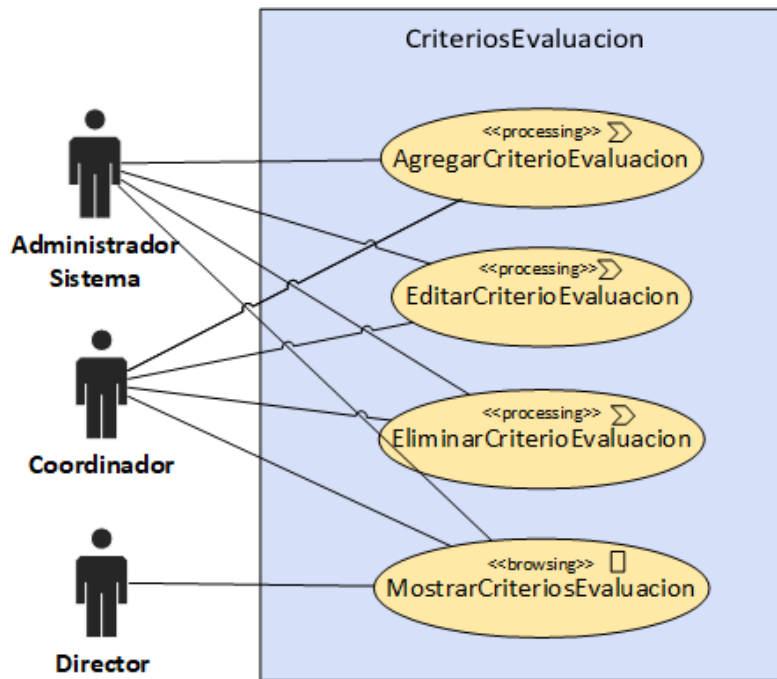 CriteriosEvaluacion
<<processing>>
AgregarCriterioEvaluacion
Administrador
Sistema
<<processing>>
EditarCriterioEvaluacion
<<processing>>
EliminarCriterioEvaluacion
Coordinador
<<browsing>>
MostrarCriteriosEvaluacion
Director